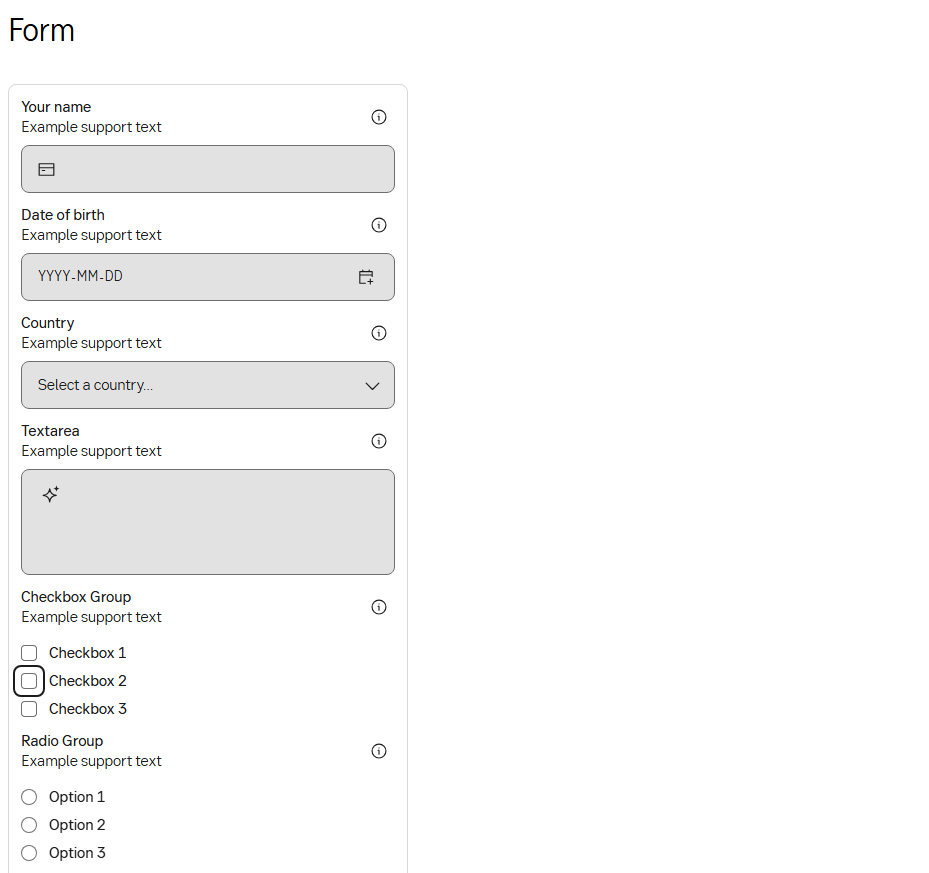 Form
Your name
Example support text
Date of birth
Example support text
YYYY-MM-DD
Country
Example support text
Select a country...
Textarea
Example support text
Checkbox Group
Example support text
Checkbox 1
Checkbox 2
Checkbox 3
Radio Group
Example support text
Option 1
Option 2
Option 3